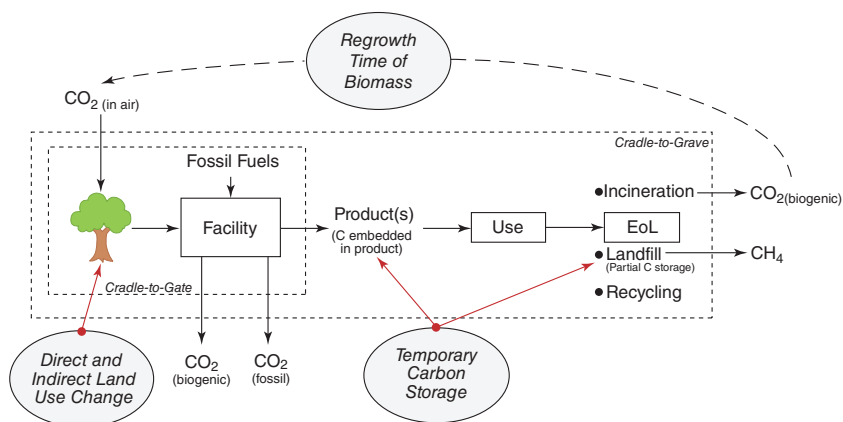 Regrowth
Time of
Biomass
CO2 (in air)
Cradle-to-Grave
Fossil Fuels
Facility
Product(s)
(C embedded
in product)
Use
EoL
●Incineration
CO2(biogenic)
●Landfill
(Partial C storage)
CH4
●Recycling
Cradle-to-Gate
CO2
(biogenic)
CO2
(fossil)
Direct and
Indirect Land
Use Change
Temporary
Carbon
Storage